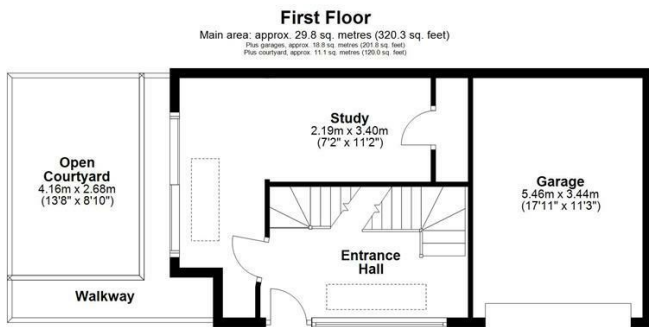 First Floor
Main area: approx. 29.8 sq. metres (320.3 sq. feet)
Plus garages, approx. 18.8 sq. metres (201.8 sq. feet)
Plus courtyard, approx. 11.1 sq. metres (120.0 sq. feet)
Study
2.19m x 3.40m
(7'2" x 11'2")
Open
Courtyard
4.16m x 2.68m
(13'8" x 8'10")
Garage
5.46m x 3.44m
(17'11" x 11'3")
Entrance
Hall
Walkway